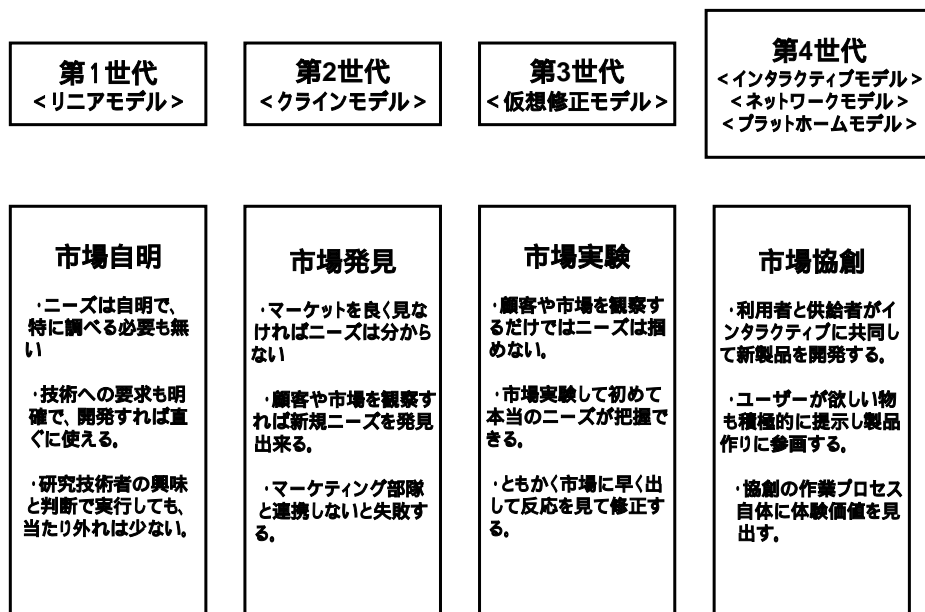 第1世代
<リニアモデル>
第2世代
<クラインモデル>
第3世代
<仮想修正モデル>
第4世代
<インタラクティブモデル>
<ネットワークモデル>
<プラットホームモデル>
市場自明
・ニーズは自明で、
特に調べる必要も無
い
・技術への要求も明
確で、開発すれば直
ぐに使える。
・研究技術者の興味
と判断で実行しても、
当たり外れは少ない。
市場発見
・マーケットを良く見な
ければニーズは分から
ない
・顧客や市場を観察す
れば新規ニーズを発見
出来る。
・マーケティング部隊
と連携しないと失敗す
る。
市場実験
・顧客や市場を観察す
るだけではニーズは掴
めない。
・市場実験して初めて
本当のニーズが把握で
きる。
・ともかく市場に早く出
して反応を見て修正す
る。
市場協創
・利用者と供給者がイ
ンタラクティブに共同し
て新製品を開発する。
・ユーザーが欲しい物
も積極的に提示し製品
作りに参画する。
・協創の作業プロセス
自体に体験価値を見
出す。